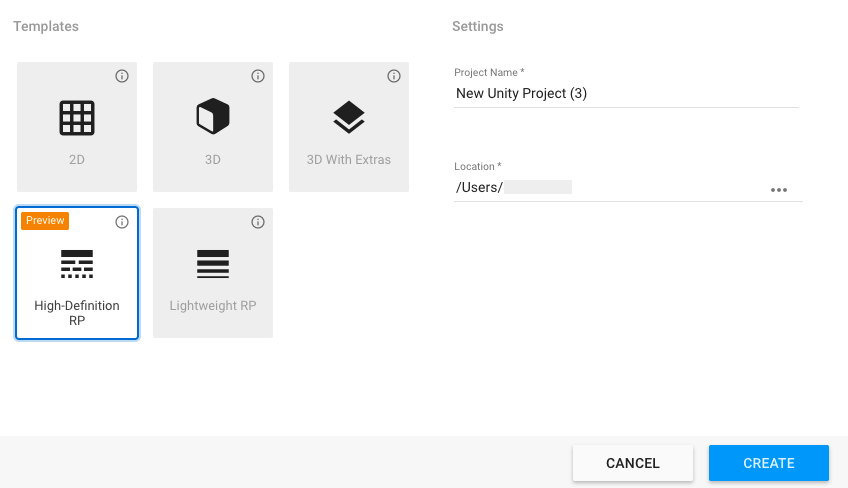 Templates
Settings
2D
3D
3D With Extras
Preview
High-Definition
RP
Lightweight RP
Project Name *
New Unity Project (3)
Location *
/Users/
CANCEL
CREATE